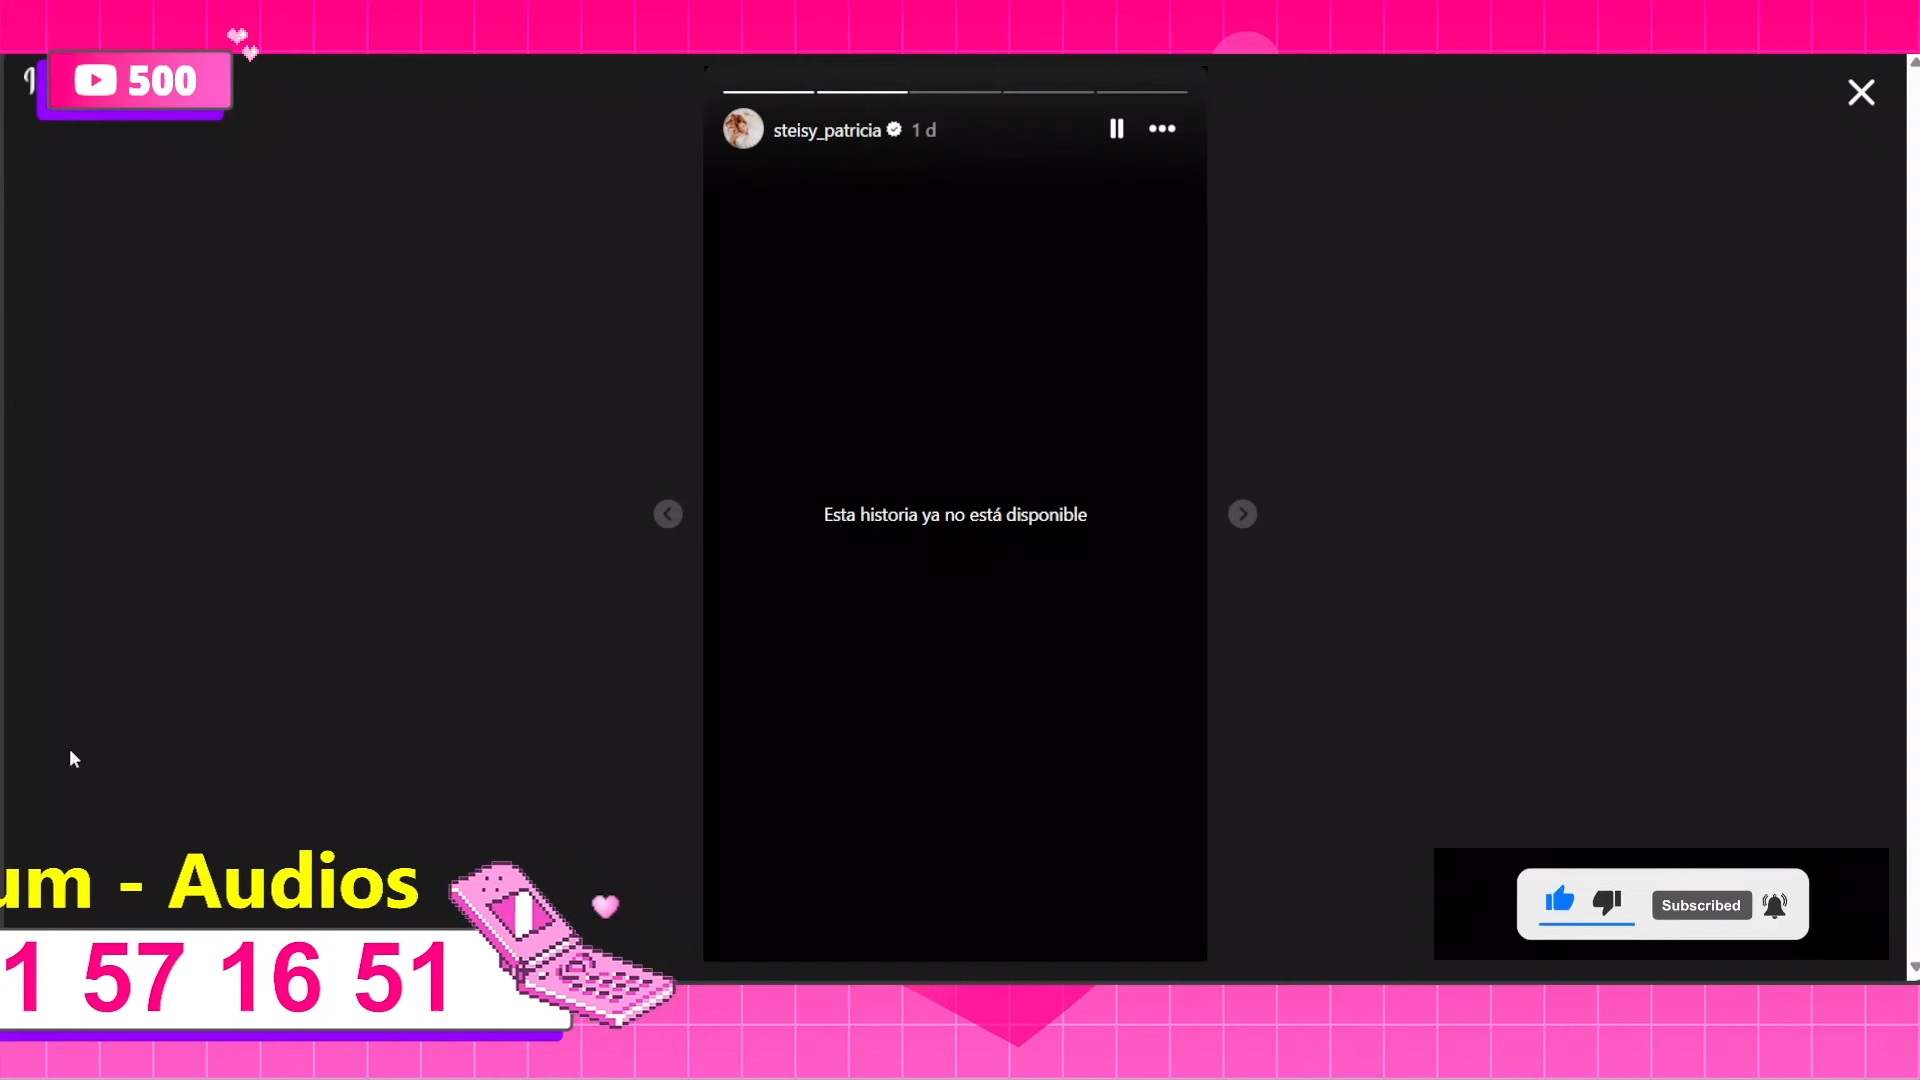 500
steisy_patricia 1 d
Esta historia ya no está disponible
um - Audios
1 57 16 51
Subscribed